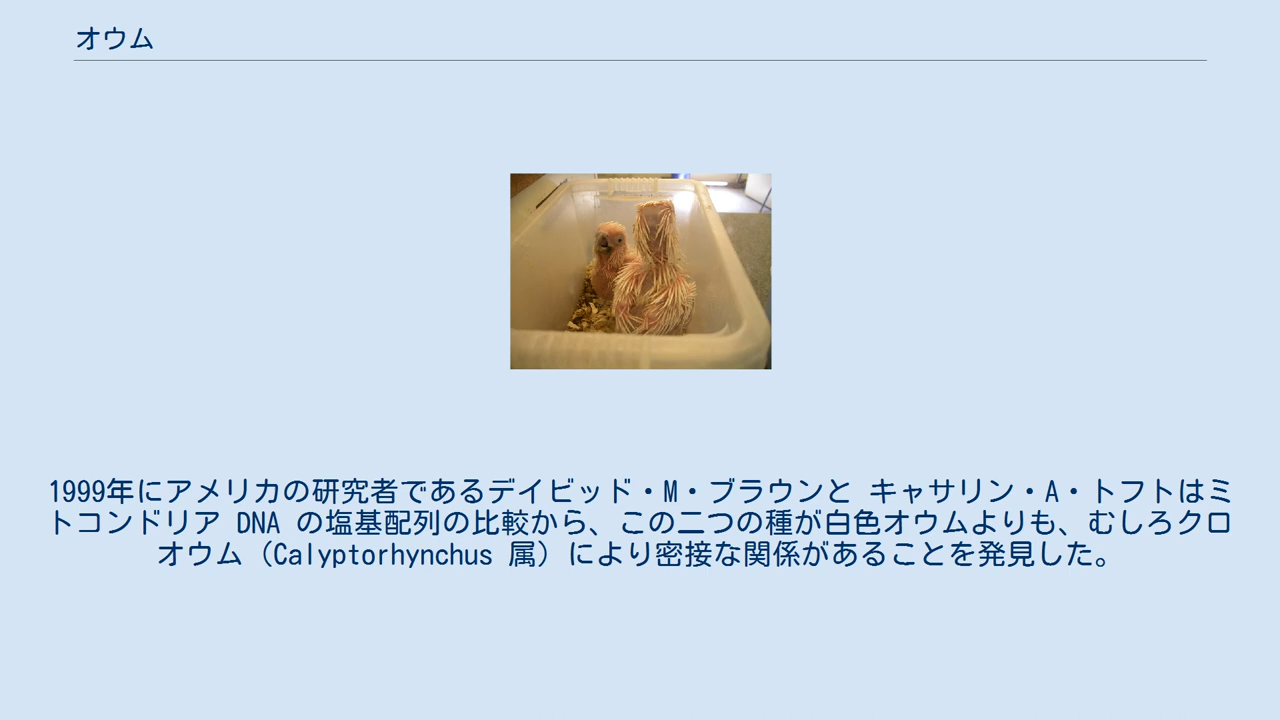 オウム
1999年にアメリカの研究者であるデイビッド・M・ブラウンと キャサリン・A・トフトはミ
トコンドリア DNA の塩基配列の比較から、この二つの種が白色オウムよりも、むしろクロ
オウム（Calyptorhynchus 属）により密接な関係があることを発見した。